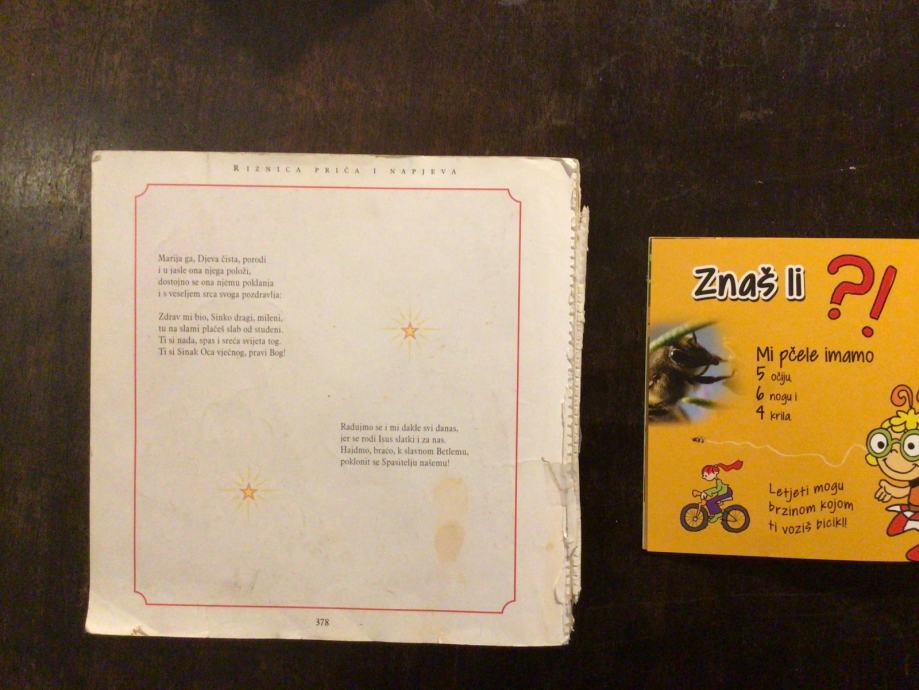 RIZNICA PRIČA I NAPJEVA
Marija ga, Djeva čista, porodi
i u jasle ona njega položi,
dostojno se ona njemu poklanja
i s veseljem srca svoga pozdravlja:
Zdrav mi bio, Sinko dragi, mileni,
tu na slami plačeš slab od studeni.
Ti si nada, spas i sreća svijeta tog.
Ti si Sinak Oca vječnog, pravi Bog!
Radujmo se i mi dakle svi danas,
jer se rodi Isus slatki i za nas.
Hajdmo, braćo, k slavnom Betlemu,
poklonit se Spasitelju našemu!
378
Znaš li ?!
Mi pčele imamo
5 očiju,
6 nogu i
4 krila.
Letjeti mogu
brzinom kojom
ti voziš bicikl!